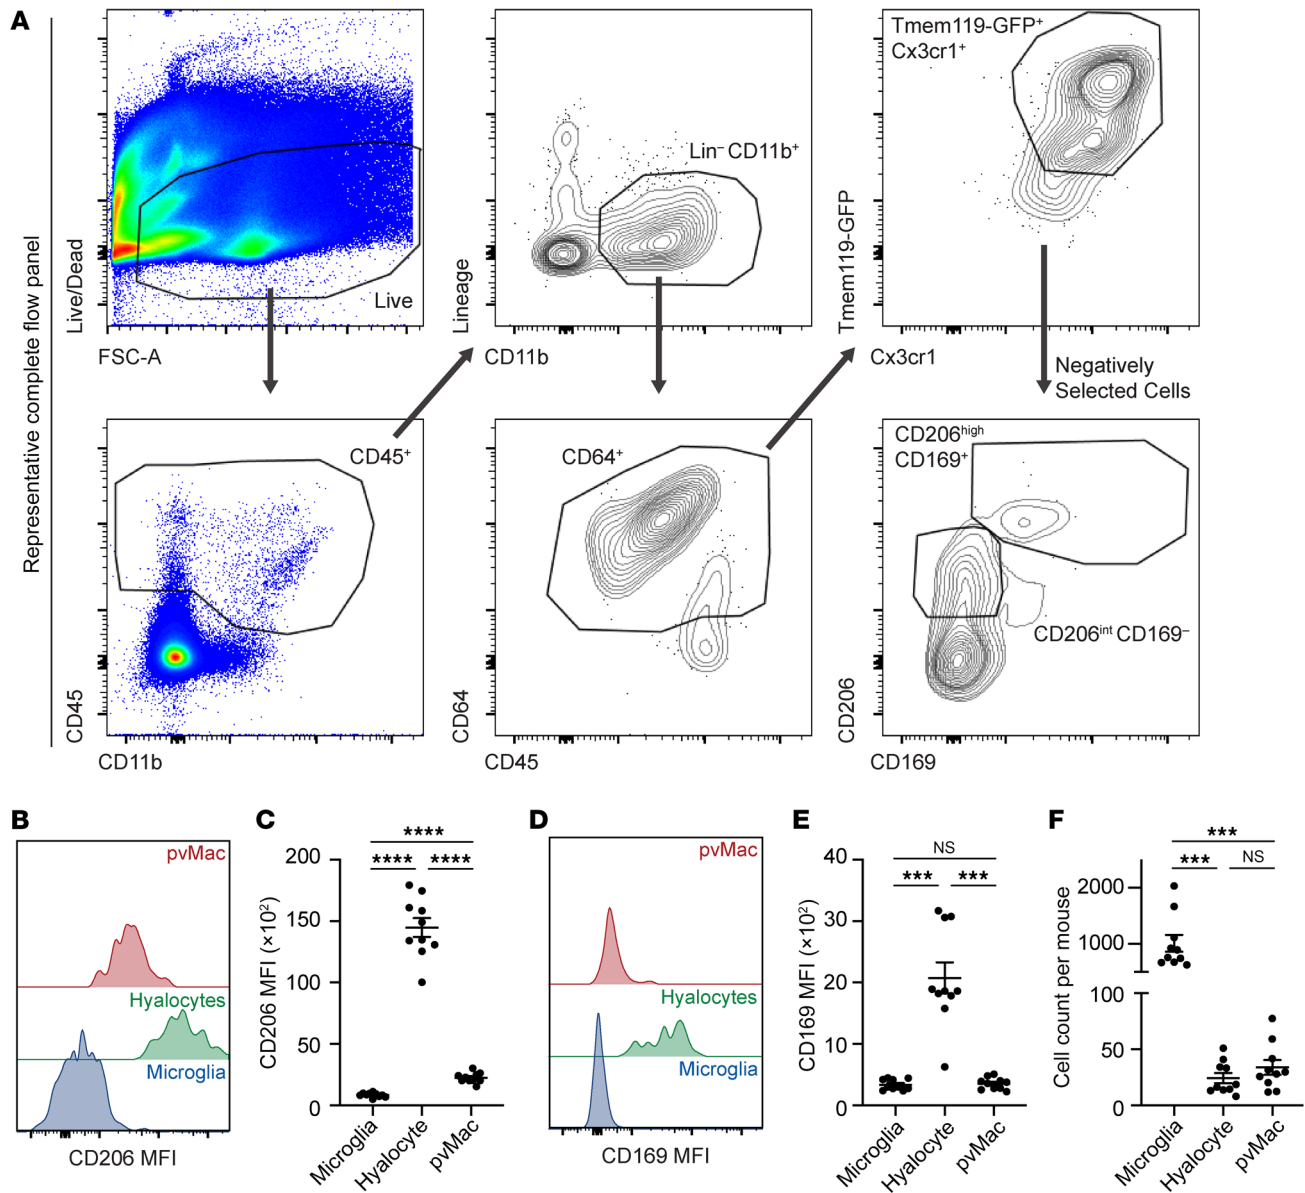 A
Representative complete flow panel
Live/Dead
Live
FSC-A
Lineage
Lin– CD11b+
CD11b
Tmem119-GFP+
Cx3cr1+
Tmem119-GFP
Cx3cr1
Negatively
Selected Cells
CD45+
CD45
CD11b
CD64+
CD64
CD45
CD206high
CD169+
CD206int CD169–
CD206
CD169
B
pvMac
Hyalocytes
Microglia
CD206 MFI
C
****
**** ****
CD206 MFI (×10²)
200
150
100
50
0
Microglia
Hyalocyte
pvMac
D
pvMac
Hyalocytes
Microglia
CD169 MFI
E
NS
*** ***
CD169 MFI (×10²)
40
30
20
10
0
Microglia
Hyalocyte
pvMac
F
***
*** NS
Cell count per mouse
2000
1000
100
50
0
Microglia
Hyalocyte
pvMac